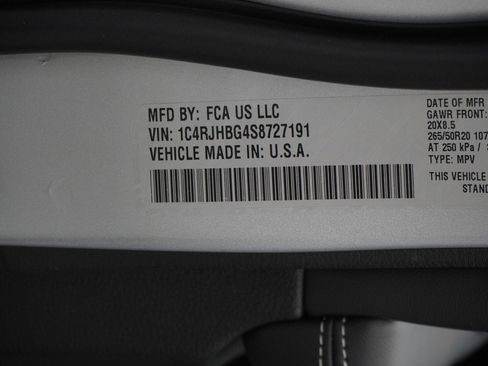 MFD BY: FCA US LLC
VIN: 1C4RJHBG4S8727191
VEHICLE MADE IN: U.S.A.
DATE OF MFR
GAWR FRONT:
20X8.5
265/50R20 107
AT 250 kPa /
TYPE: MPV
THIS VEHICLE
STAND